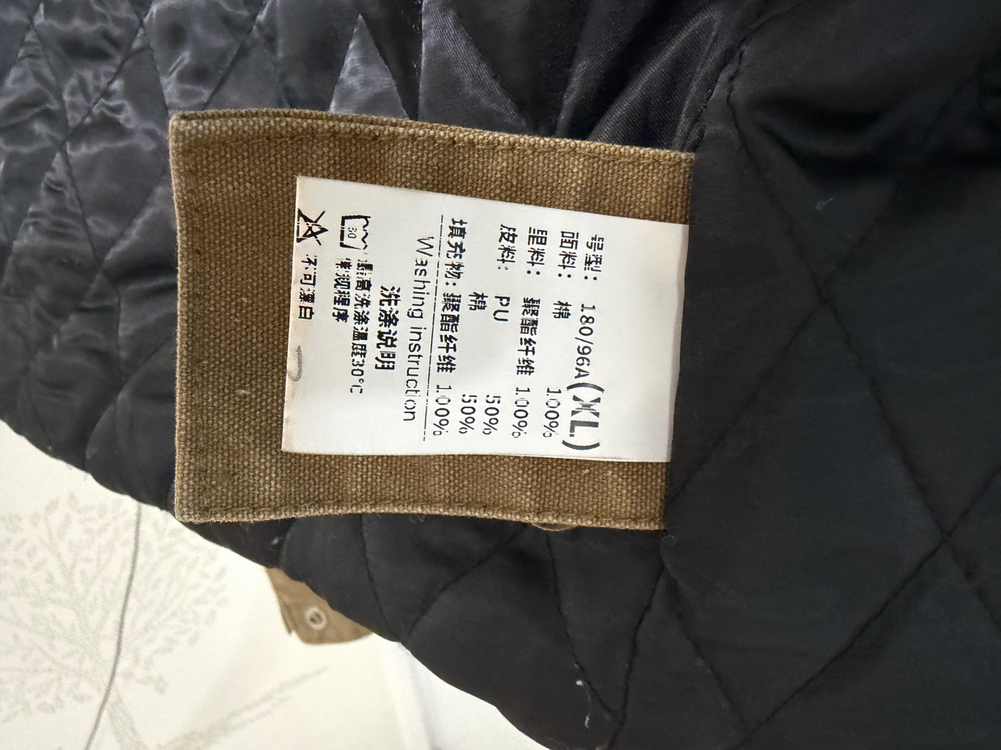 号型: 180/96A(XL)
面料: 棉 100%
里料: 聚酯纤维 100%
皮料: PU 50%
棉 50%
填充物: 聚酯纤维 100%
Washing instruction
洗涤说明
30 最高洗涤温度30℃
常规程序
不可漂白